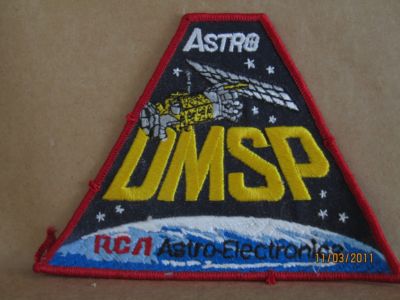 ASTRO
DMSP
RCA Astro-Electronics
11/03/2011